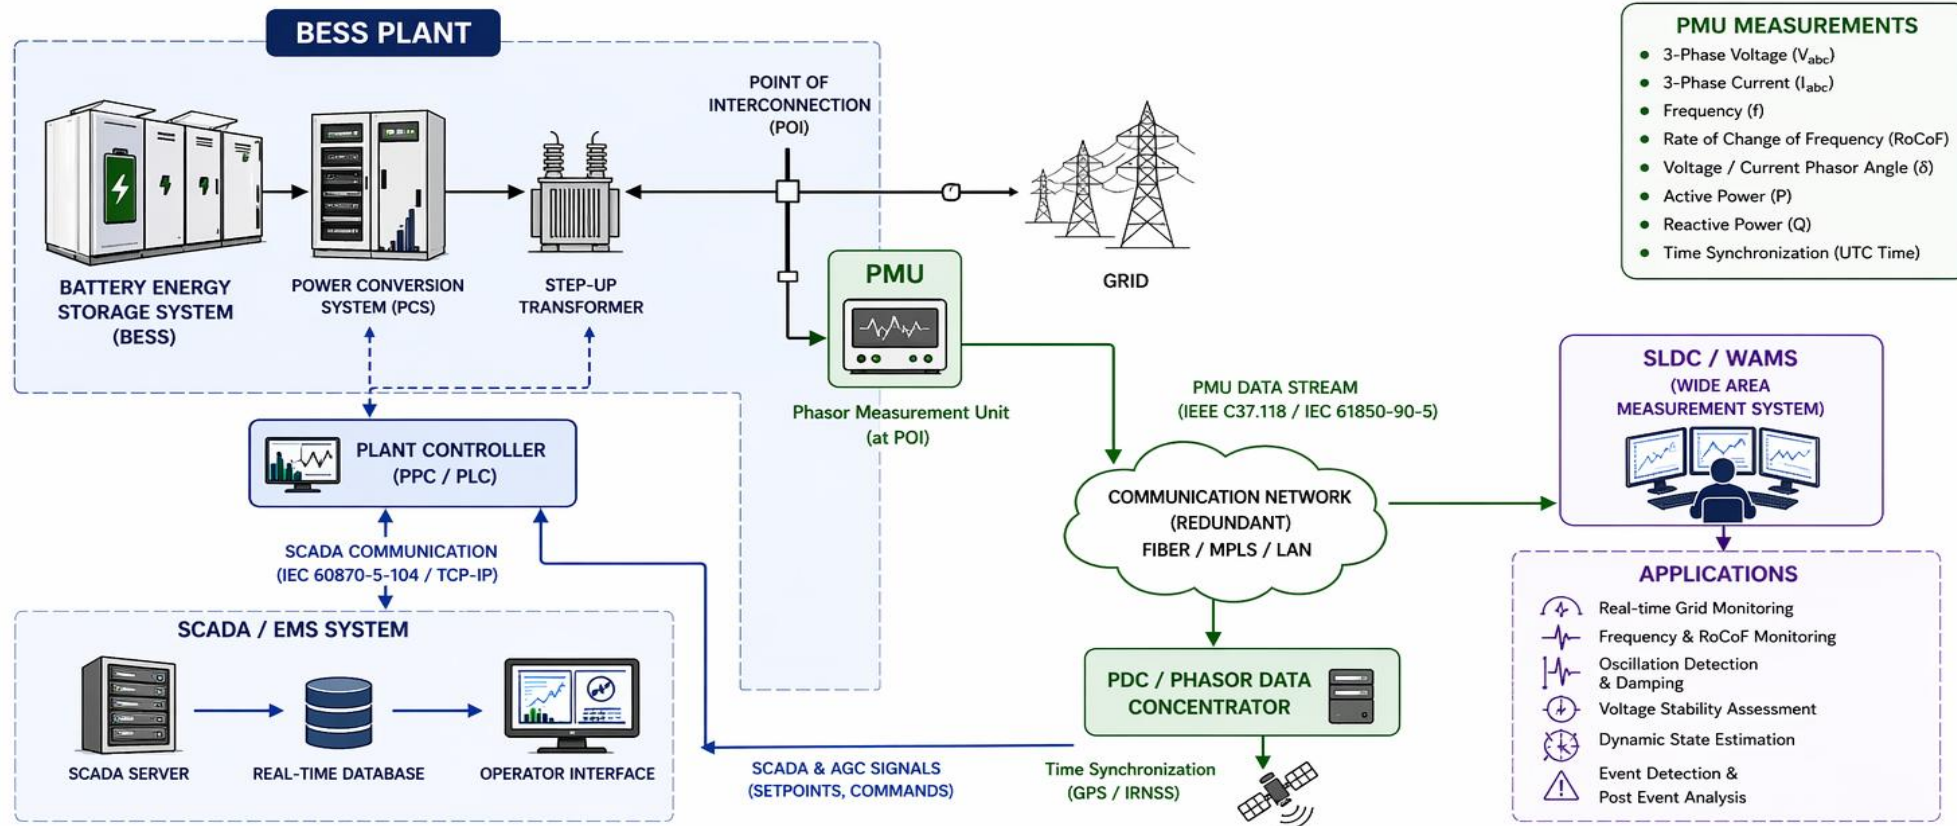 BESS PLANT
BATTERY ENERGY
STORAGE SYSTEM
(BESS)
POWER CONVERSION
SYSTEM (PCS)
STEP-UP
TRANSFORMER
POINT OF
INTERCONNECTION
(POI)
PMU
Phasor Measurement Unit
(at POI)
GRID
PMU MEASUREMENTS
• 3-Phase Voltage (Vabc)
• 3-Phase Current (Iabc)
• Frequency (f)
• Rate of Change of Frequency (RoCoF)
• Voltage / Current Phasor Angle (δ)
• Active Power (P)
• Reactive Power (Q)
• Time Synchronization (UTC Time)
PLANT CONTROLLER
(PPC / PLC)
SCADA COMMUNICATION
(IEC 60870-5-104 / TCP-IP)
SCADA / EMS SYSTEM
SCADA SERVER
REAL-TIME DATABASE
OPERATOR INTERFACE
SCADA & AGC SIGNALS
(SETPOINTS, COMMANDS)
PMU DATA STREAM
(IEEE C37.118 / IEC 61850-90-5)
COMMUNICATION NETWORK
(REDUNDANT)
FIBER / MPLS / LAN
PDC / PHASOR DATA
CONCENTRATOR
Time Synchronization
(GPS / IRNSS)
SLDC / WAMS
(WIDE AREA
MEASUREMENT SYSTEM)
APPLICATIONS
Real-time Grid Monitoring
Frequency & RoCoF Monitoring
Oscillation Detection
& Damping
Voltage Stability Assessment
Dynamic State Estimation
Event Detection &
Post Event Analysis